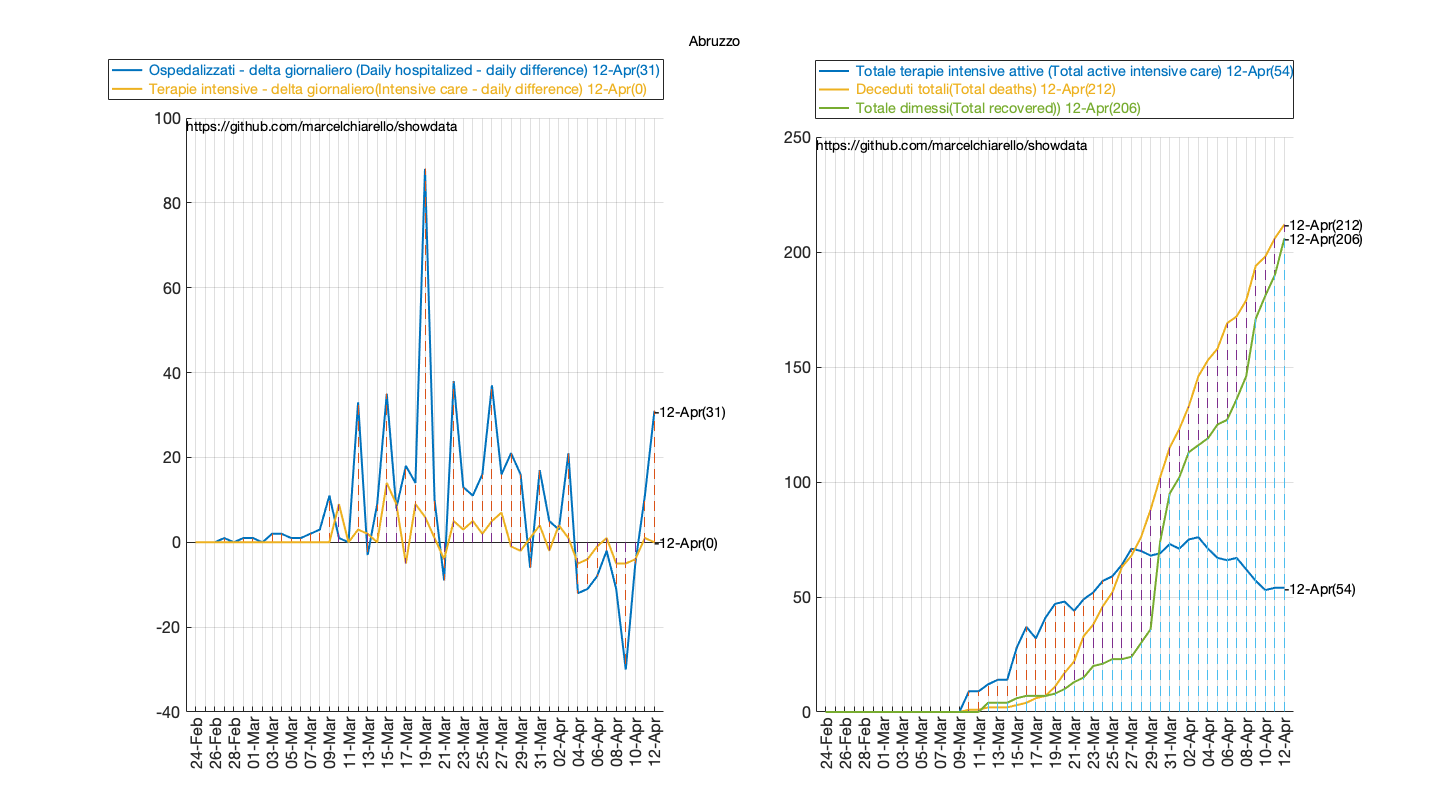 Abruzzo
Ospedalizzati - delta giornaliero (Daily hospitalized - daily difference) 12-Apr(31)
Terapie intensive - delta giornaliero(Intensive care - daily difference) 12-Apr(0)
https://github.com/marcelchiarello/showdata
100
80
60
40
20
0
-20
-40
12-Apr(31)
12-Apr(0)
24-Feb
26-Feb
28-Feb
01-Mar
03-Mar
05-Mar
07-Mar
09-Mar
11-Mar
13-Mar
15-Mar
17-Mar
19-Mar
21-Mar
23-Mar
25-Mar
27-Mar
29-Mar
31-Mar
02-Apr
04-Apr
06-Apr
08-Apr
10-Apr
12-Apr
Totale terapie intensive attive (Total active intensive care) 12-Apr(54)
Deceduti totali(Total deaths) 12-Apr(212)
Totale dimessi(Total recovered)) 12-Apr(206)
https://github.com/marcelchiarello/showdata
250
200
150
100
50
0
12-Apr(212)
12-Apr(206)
12-Apr(54)
24-Feb
26-Feb
28-Feb
01-Mar
03-Mar
05-Mar
07-Mar
09-Mar
11-Mar
13-Mar
15-Mar
17-Mar
19-Mar
21-Mar
23-Mar
25-Mar
27-Mar
29-Mar
31-Mar
02-Apr
04-Apr
06-Apr
08-Apr
10-Apr
12-Apr